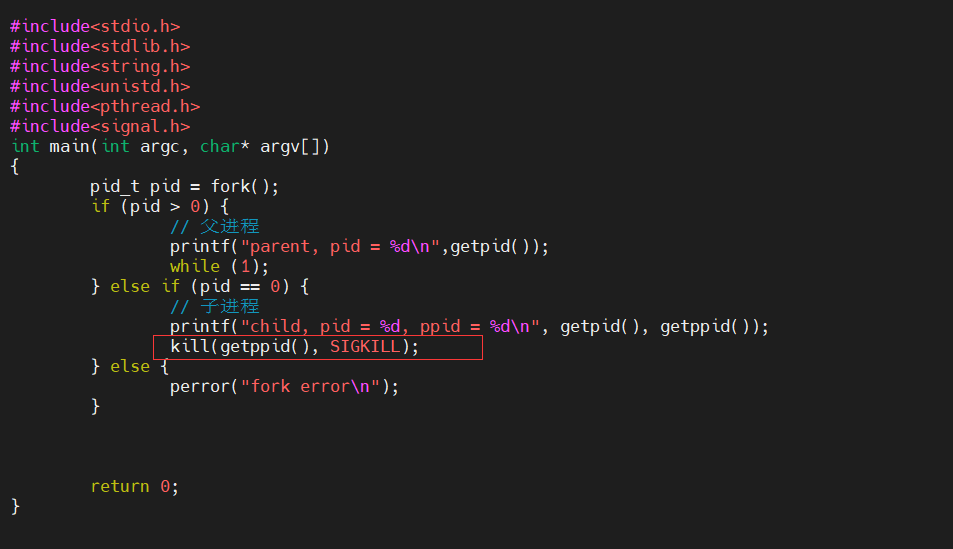 #include<stdio.h>
#include<stdlib.h>
#include<string.h>
#include<unistd.h>
#include<pthread.h>
#include<signal.h>
int main(int argc, char* argv[])
{
        pid_t pid = fork();
        if (pid > 0) {
                // 父进程
                printf("parent, pid = %d\n",getpid());
                while (1);
        } else if (pid == 0) {
                // 子进程
                printf("child, pid = %d, ppid = %d\n", getpid(), getppid());
                kill(getppid(), SIGKILL);
        } else {
                perror("fork error\n");
        }
        return 0;
}